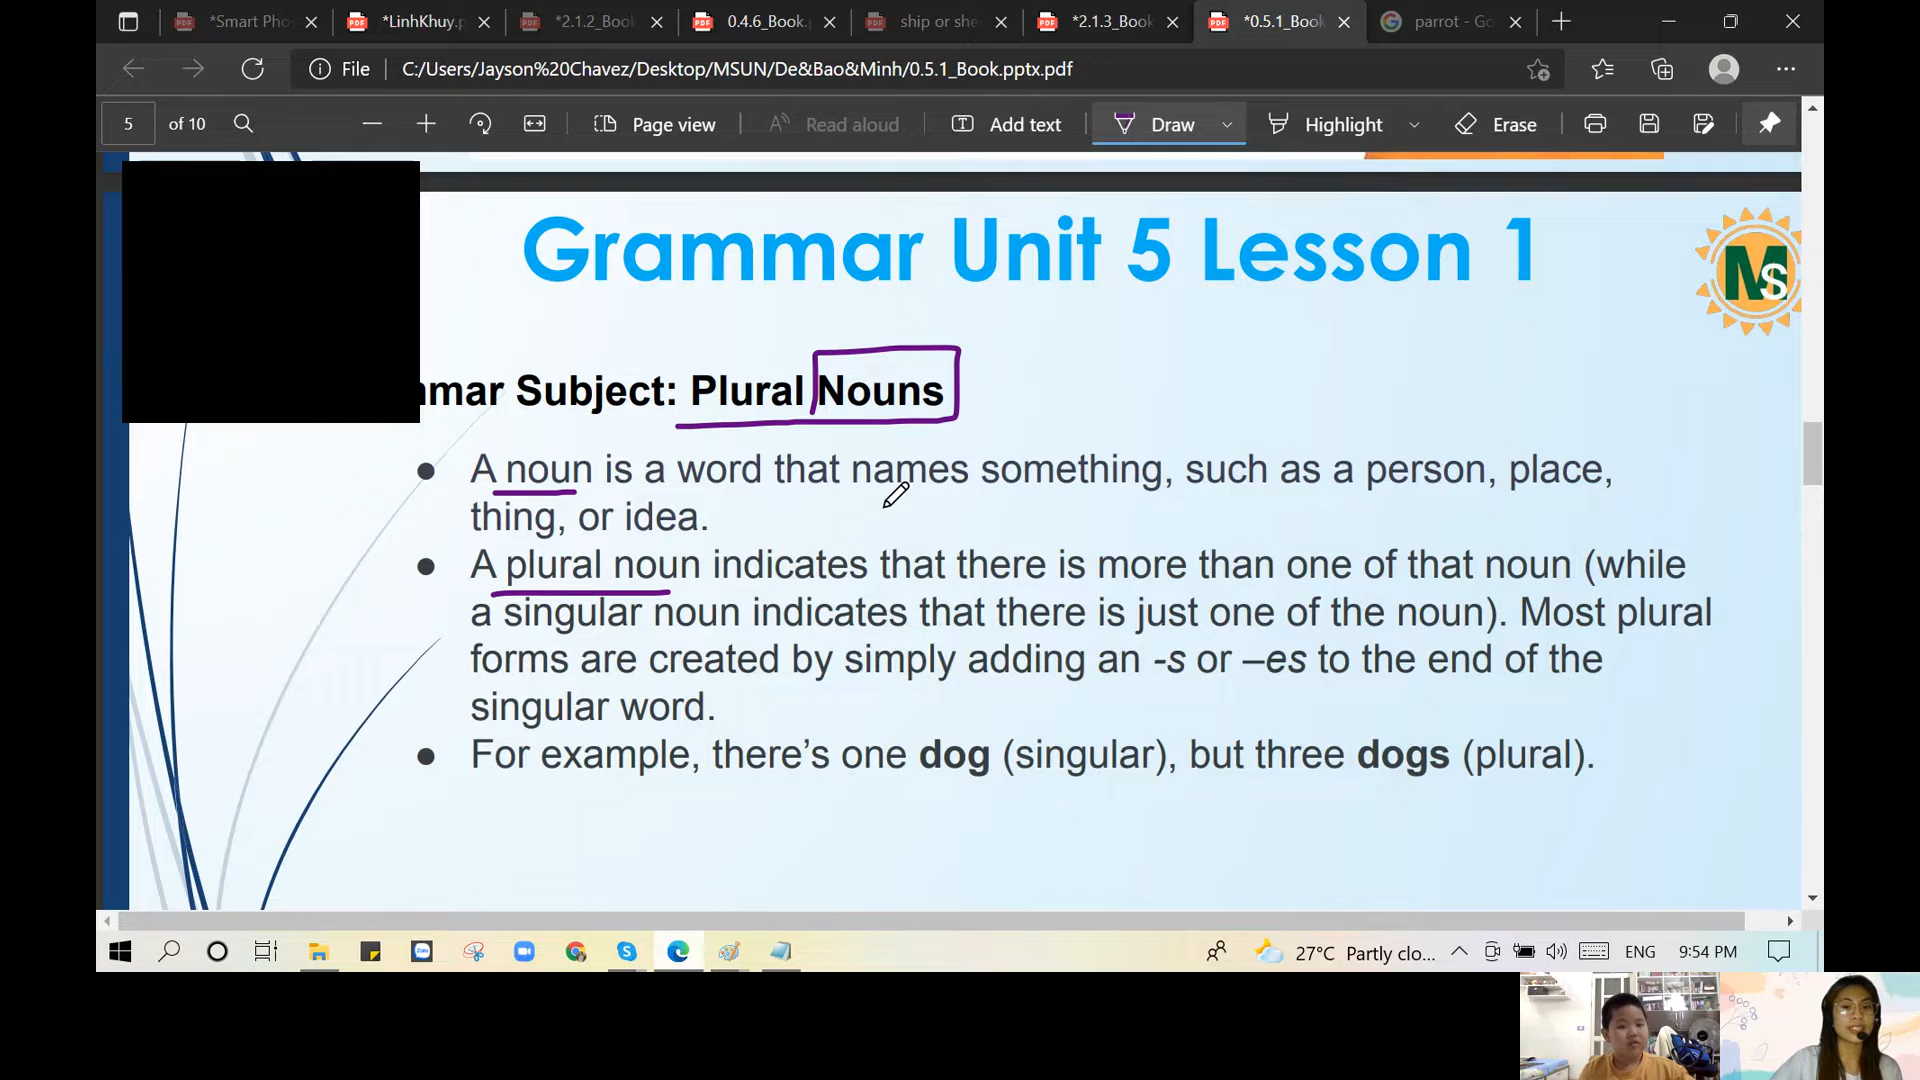 *Smart Pho
*LinkKhuy.p
*2.1.2_Book
0.4.6_Book.p
ship or she
*2.1.3_Book
*0.5.1_Book
parrot - Go
File C:/Users/Jayson%20Chavez/Desktop/MSUN/De&Bao&Minh/0.5.1_Book.pptx.pdf
5 of 10 Page view Read aloud Add text Draw Highlight Erase
Grammar Unit 5 Lesson 1
MS
mmar Subject: Plural Nouns
A noun is a word that names something, such as a person, place,
thing, or idea.
A plural noun indicates that there is more than one of that noun (while
a singular noun indicates that there is just one of the noun). Most plural
forms are created by simply adding an -s or –es to the end of the
singular word.
For example, there's one dog (singular), but three dogs (plural).
27°C Partly clo... ENG 9:54 PM